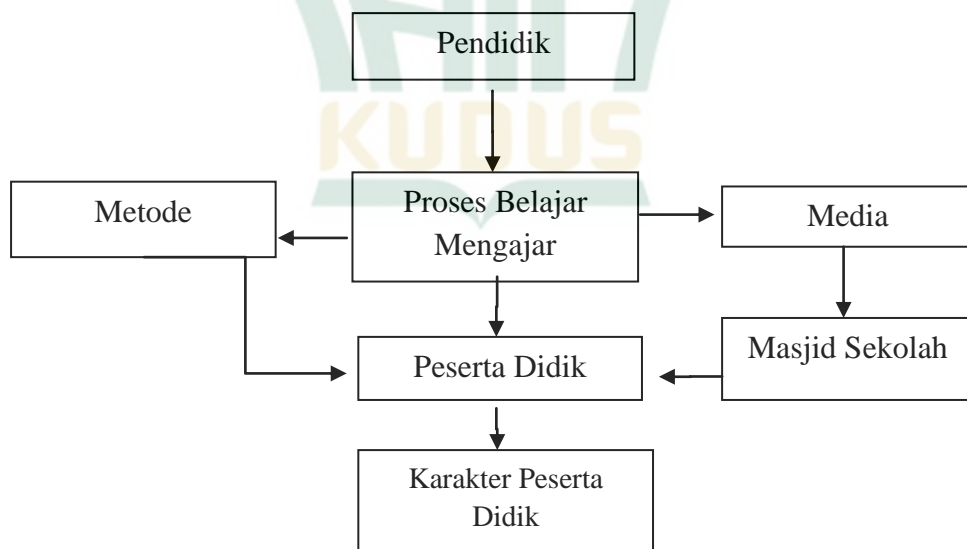 Pendidik
KUDUS
Metode
Proses Belajar
Mengajar
Media
Peserta Didik
Masjid Sekolah
Karakter Peserta
Didik